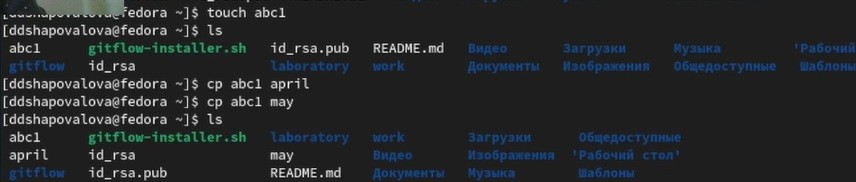 [ddshapovalova@fedora ~]$ touch abc1
[ddshapovalova@fedora ~]$ ls
abc1 gitflow-installer.sh id_rsa.pub README.md Видео Загрузки Музыка 'Рабочий
gitflow id_rsa laboratory work Документы Изображения Общедоступные Шаблоны
[ddshapovalova@fedora ~]$ cp abc1 april
[ddshapovalova@fedora ~]$ cp abc1 may
[ddshapovalova@fedora ~]$ ls
abc1 gitflow-installer.sh laboratory work Загрузки Общедоступные
april id_rsa may Видео Изображения 'Рабочий стол'
gitflow id_rsa.pub README.md Документы Музыка Шаблоны